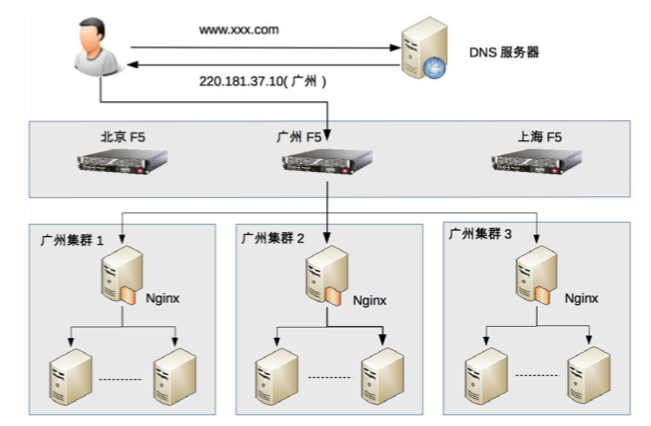 www.xxx.com
DNS 服务器
220.181.37.10( 广州 )
北京 F5
广州 F5
上海 F5
广州集群 1
广州集群 2
广州集群 3
Nginx
Nginx
Nginx